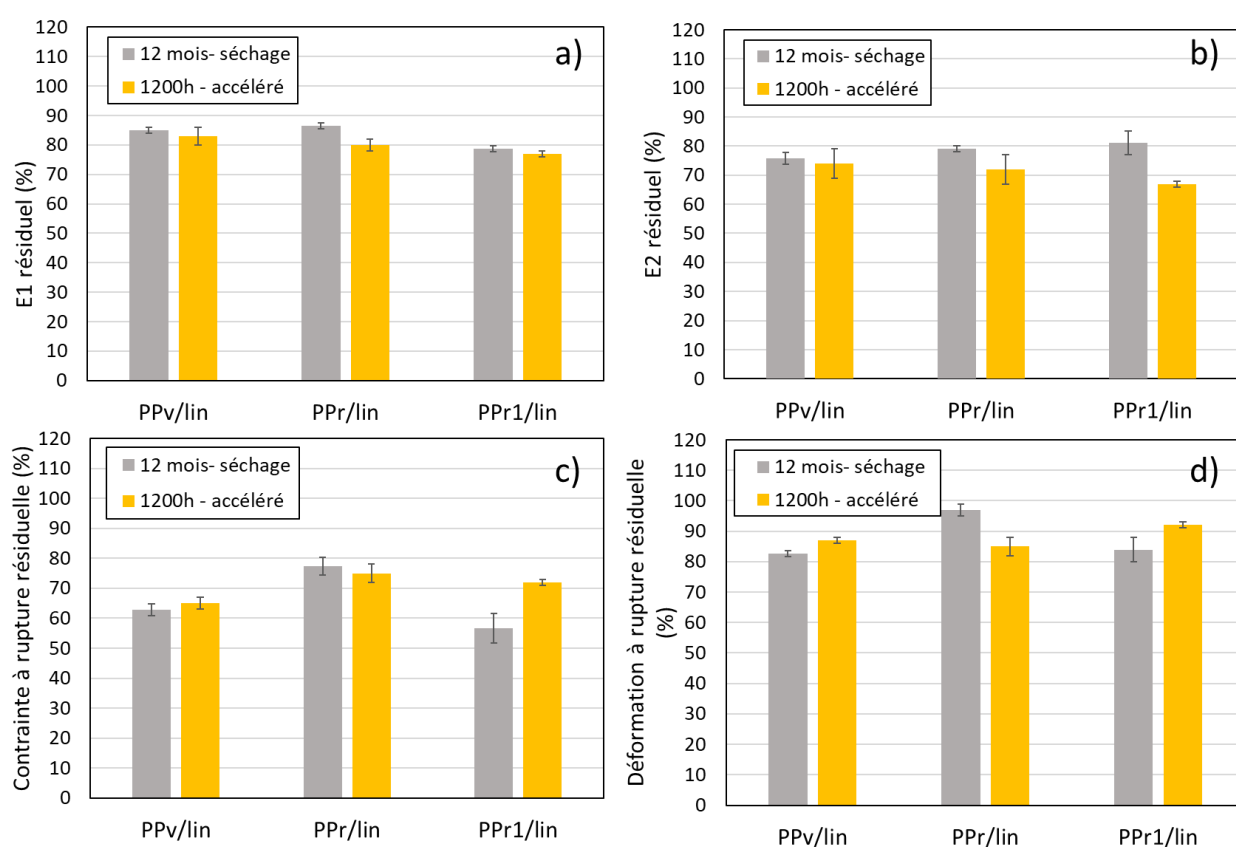 120
110
100
90
80
70
60
50
40
30
20
10
0
E1 résiduel (%)
12 mois- séchage
1200h - accéléré
a)
PPv/lin
PPr/lin
PPr1/lin
120
110
100
90
80
70
60
50
40
30
20
10
0
E2 résiduel (%)
12 mois- séchage
1200h - accéléré
b)
PPv/lin
PPr/lin
PPr1/lin
120
110
100
90
80
70
60
50
40
30
20
10
0
Contrainte à rupture résiduelle (%)
12 mois- séchage
1200h - accéléré
c)
PPv/lin
PPr/lin
PPr1/lin
120
110
100
90
80
70
60
50
40
30
20
10
0
Déformation à rupture résiduelle
(%)
12 mois- séchage
1200h - accéléré
d)
PPv/lin
PPr/lin
PPr1/lin